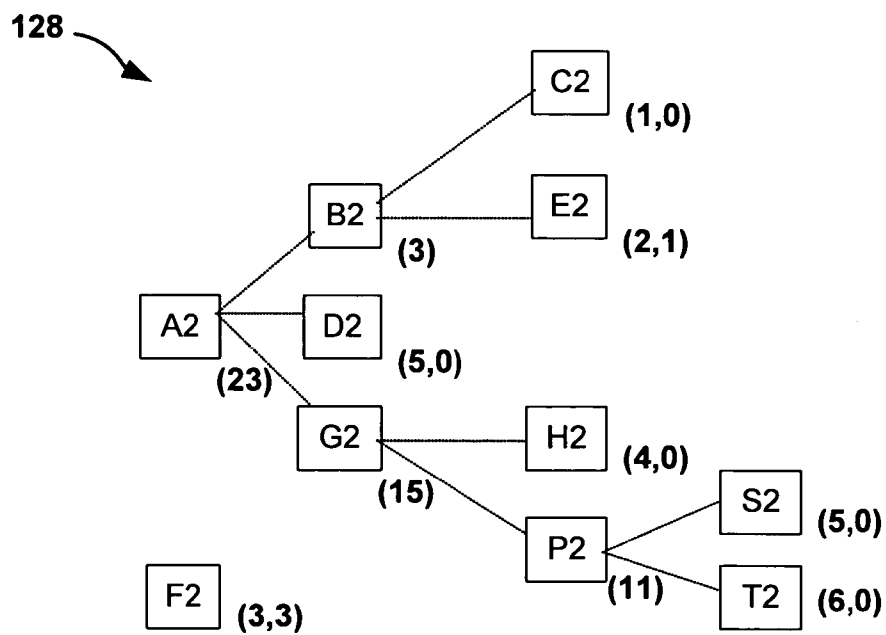 128
C2
(1,0)
B2
(3)
E2
(2,1)
A2
(23)
D2
(5,0)
G2
(15)
H2
(4,0)
P2
(11)
S2
(5,0)
T2
(6,0)
F2
(3,3)